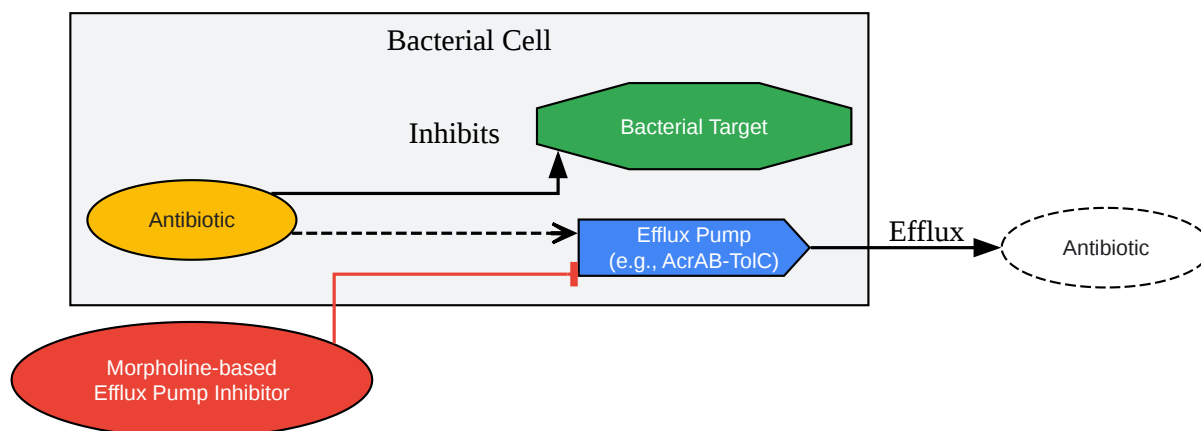 Bacterial Cell
Bacterial Target
Inhibits
Antibiotic
Efflux Pump
(e.g., AcrAB-TolC)
Efflux
Antibiotic
Morpholine-based
Efflux Pump Inhibitor